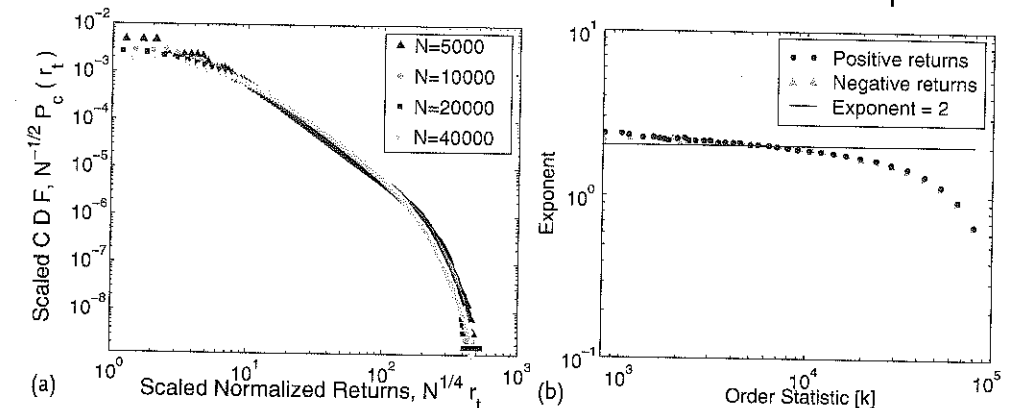 10^-2
10^-3
10^-4
10^-5
10^-6
10^-7
10^-8
Scaled C D F, N^-1/2 P_c ( r_t )
N=5000
N=10000
N=20000
N=40000
10^0
10^1
10^2
10^3
(a)
Scaled Normalized Returns, N^1/4 r_t
10^1
10^0
10^-1
Exponent
Positive returns
Negative returns
Exponent = 2
10^3
10^4
10^5
(b)
Order Statistic [k]